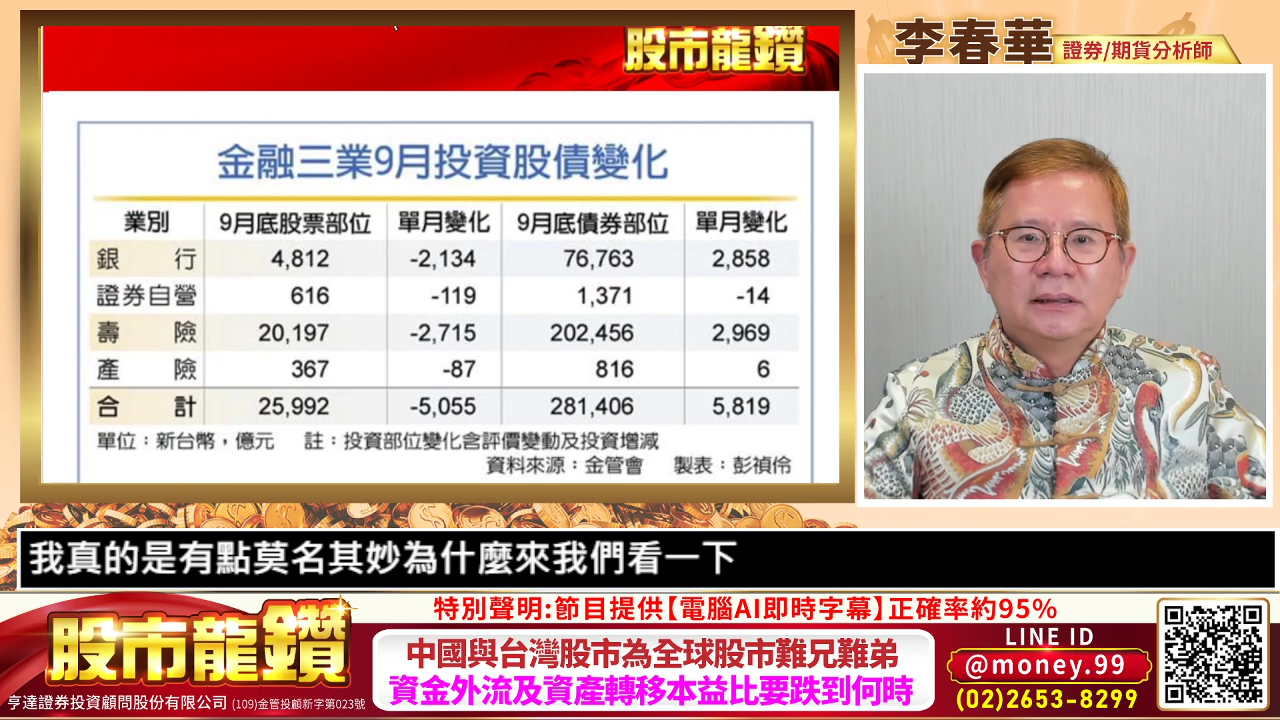 股市龍鑽
李春華 證券/期貨分析師
金融三業9月投資股債變化
業別 9月底股票部位 單月變化 9月底債券部位 單月變化
銀行 4,812 -2,134 76,763 2,858
證券自營 616 -119 1,371 -14
壽險 20,197 -2,715 202,456 2,969
產險 367 -87 816 6
合計 25,992 -5,055 281,406 5,819
單位：新台幣，億元 註：投資部位變化含評價變動及投資增減
資料來源：金管會 製表：彭禎伶
我真的是有點莫名其妙為什麼來我們看一下
特別聲明:節目提供【電腦AI即時字幕】正確率約95%
股市龍鑽
亨達證券投資顧問股份有限公司 (109)金管投顧新字第023號
中國與台灣股市為全球股市難兄難弟
資金外流及資產轉移本益比要跌到何時
LINE ID
@money.99
(02)2653-8299